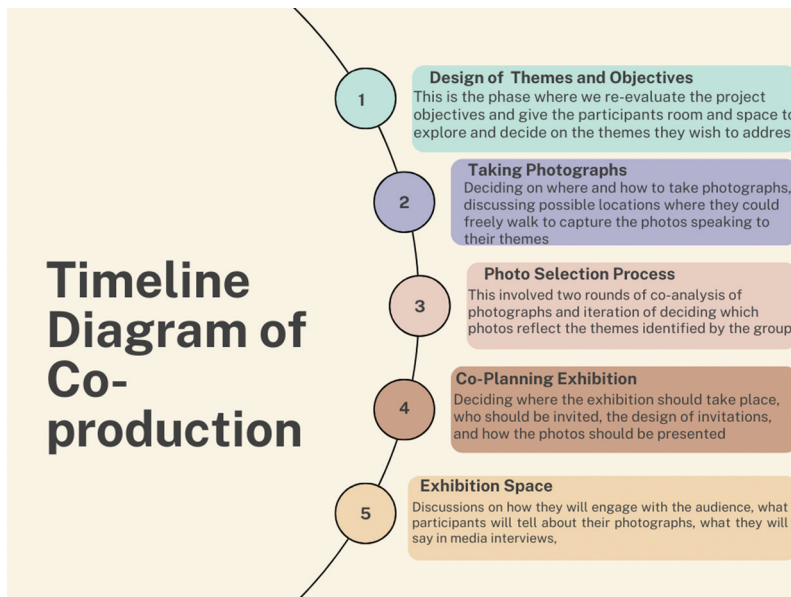 Timeline
Diagram of
Co-
production
1
Design of Themes and Objectives
This is the phase where we re-evaluate the project
objectives and give the participants room and space to
explore and decide on the themes they wish to addres
2
Taking Photographs
Deciding on where and how to take photographs,
discussing possible locations where they could
freely walk to capture the photos speaking to
their themes
3
Photo Selection Process
This involved two rounds of co-analysis of
photographs and iteration of deciding which
photos reflect the themes identified by the group
4
Co-Planning Exhibition
Deciding where the exhibition should take place,
who should be invited, the design of invitations,
and how the photos should be presented
5
Exhibition Space
Discussions on how they will engage with the audience, what
participants will tell about their photographs, what they will
say in media interviews,